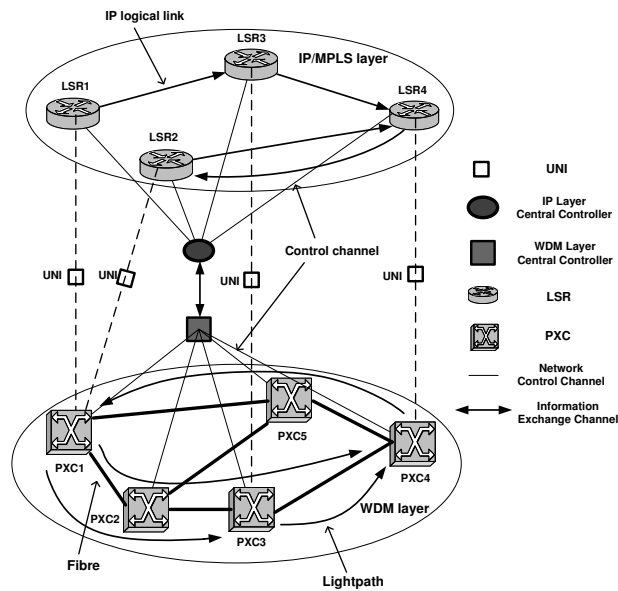 IP logical link
LSR3
IP/MPLS layer
LSR1
LSR4
LSR2
UNI
IP Layer
Central Controller
Control channel
WDM Layer
Central Controller
UNI
UNI
UNI
UNI
LSR
PXC
Network
Control Channel
Information
Exchange Channel
PXC5
PXC1
PXC4
PXC2
PXC3
WDM layer
Fibre
Lightpath